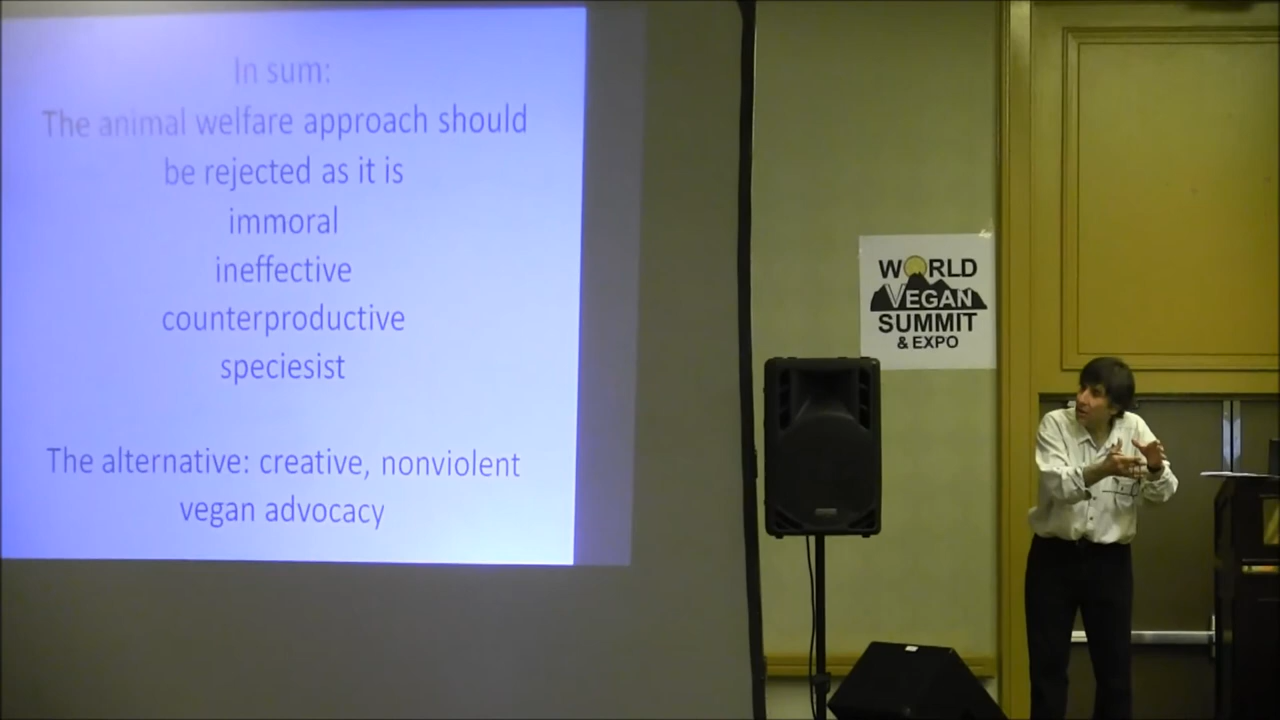 In sum:
The animal welfare approach should
be rejected as it is
immoral
ineffective
counterproductive
speciesist
The alternative: creative, nonviolent
vegan advocacy
WORLD
VEGAN
SUMMIT
& EXPO